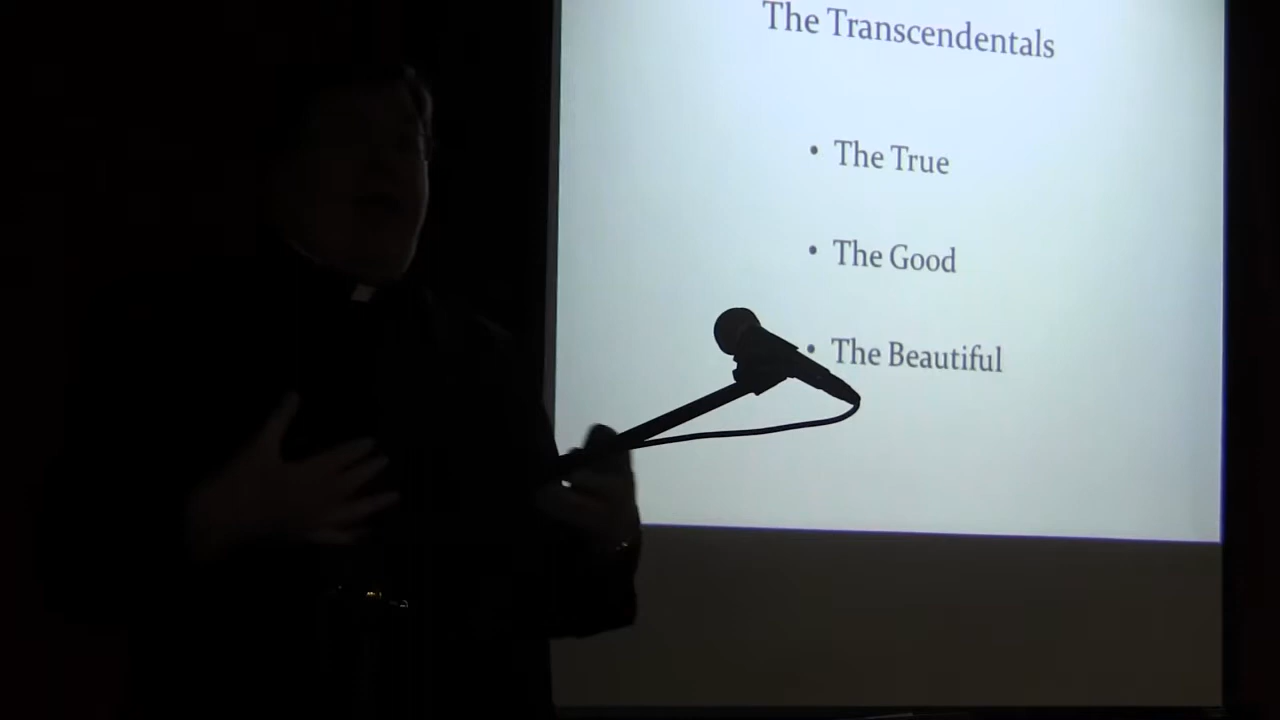 The Transcendentals
• The True
• The Good
• The Beautiful